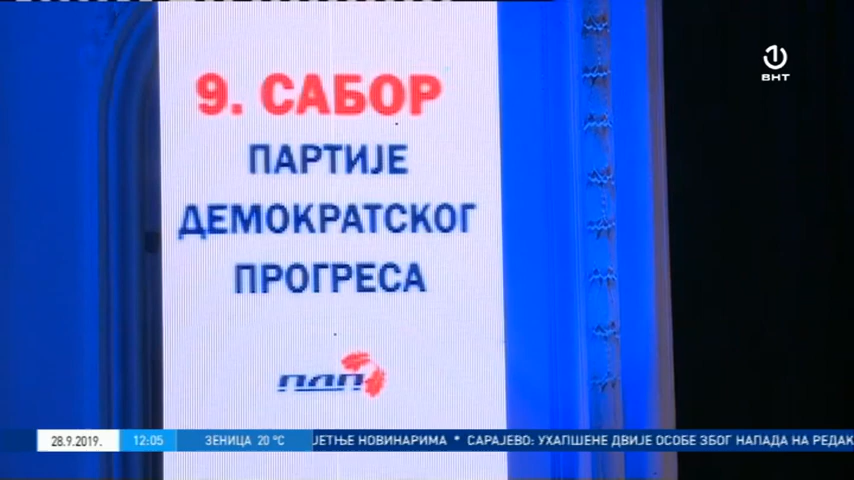 9. САБОР
ПАРТИЈЕ
ДЕМОКРАТСКОГ
ПРОГРЕСА
ПДП
ВНТ
28.9.2019. 12:05 ЗЕНИЦА 20 °C ЈЕТЊЕ НОВИНАРИМА * САРАЈЕВО: УХАПШЕНЕ ДВИЈЕ ОСОБЕ ЗБОГ НАПАДА НА РЕДАК